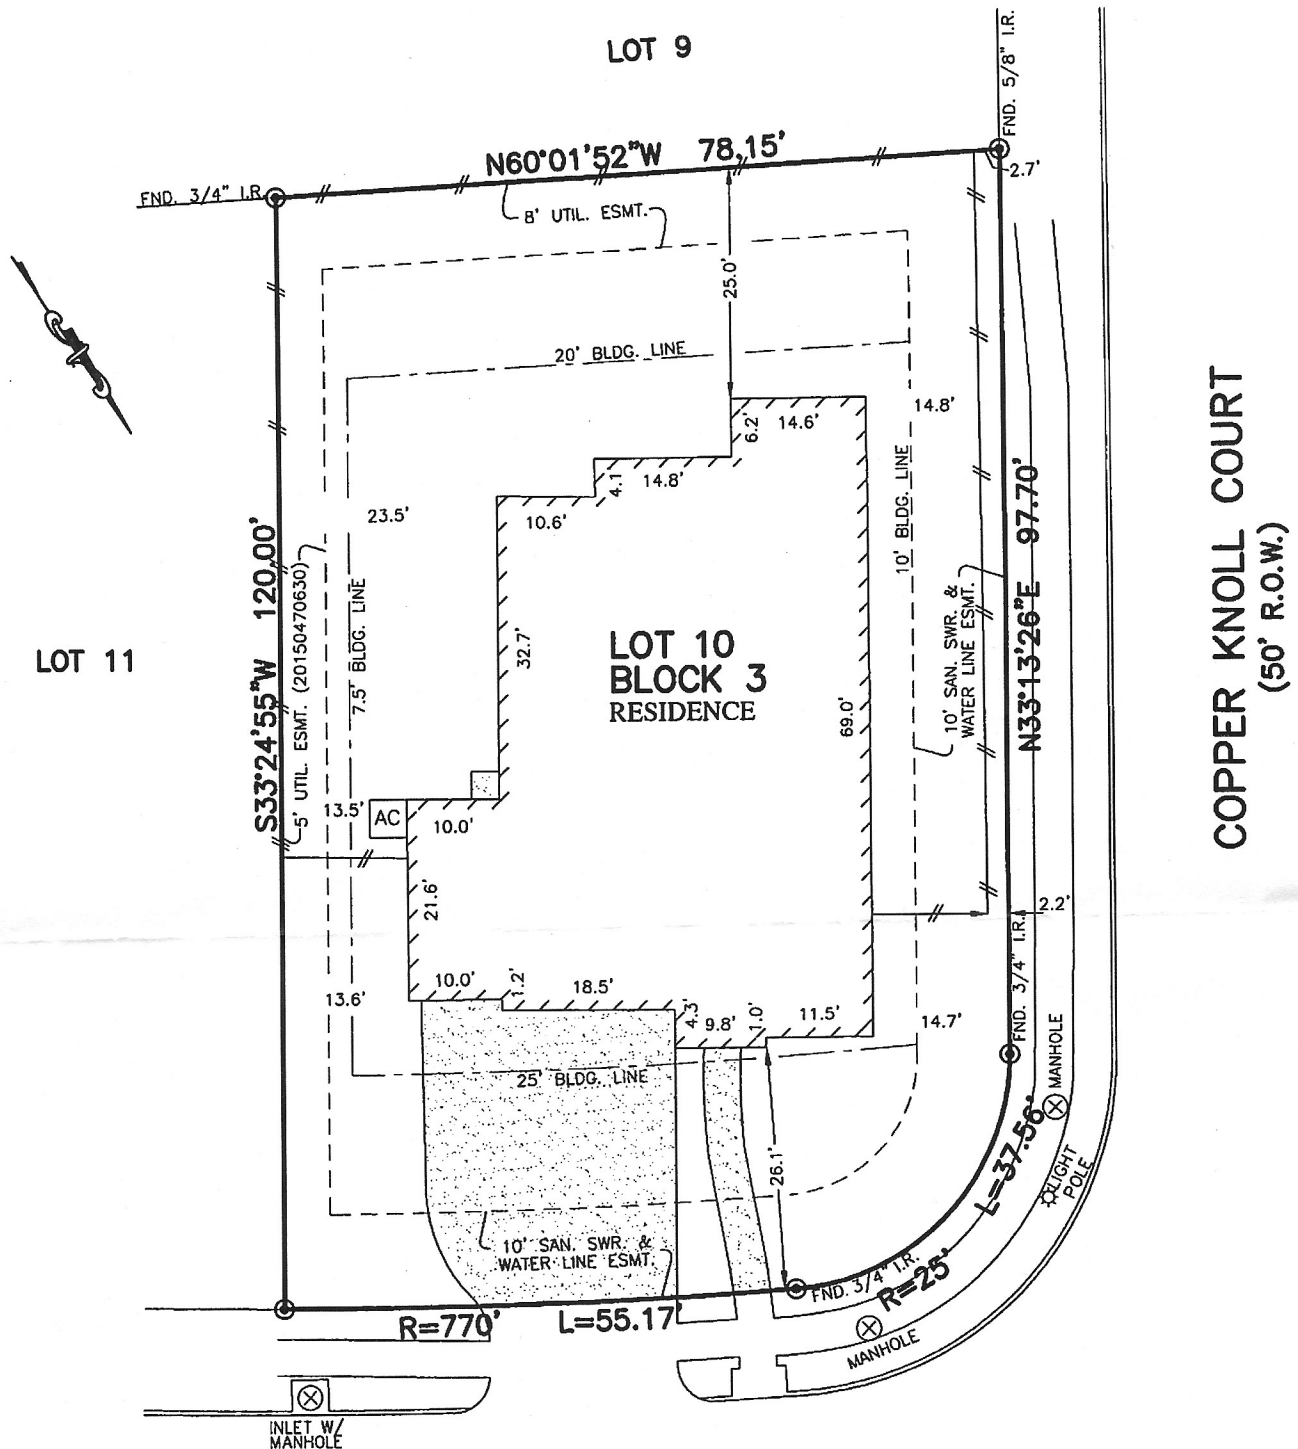 LOT 9
FND. 5/8" I.R.
N60°01'52"W 78.15'
2.7'
FND. 3/4" I.R.
8' UTIL. ESMT.
25.0'
20' BLDG. LINE
14.8'
6.2'
14.6'
4.1
14.8'
10.6'
23.5'
10' BLDG. LINE
S33°24'55"W 120.00'
5' UTIL. ESMT. (20150470630)
7.5' BLDG. LINE
32.7'
LOT 10
BLOCK 3
RESIDENCE
69.0'
10' SAN. SWR. &
WATER LINE ESMT.
N33°13'26"E 97.70'
COPPER KNOLL COURT
(50' R.O.W.)
LOT 11
13.5'
AC
10.0'
21.6'
2.2'
10.0'
1.2'
18.5'
4.3'
9.8'
1.0'
11.5'
13.6'
14.7'
FND. 3/4" I.R.
MANHOLE
25' BLDG. LINE
26.1'
L=37.56'
LIGHT
POLE
10' SAN. SWR. &
WATER LINE ESMT.
FND. 3/4" I.R.
R=25'
R=770' L=55.17'
MANHOLE
INLET W/
MANHOLE